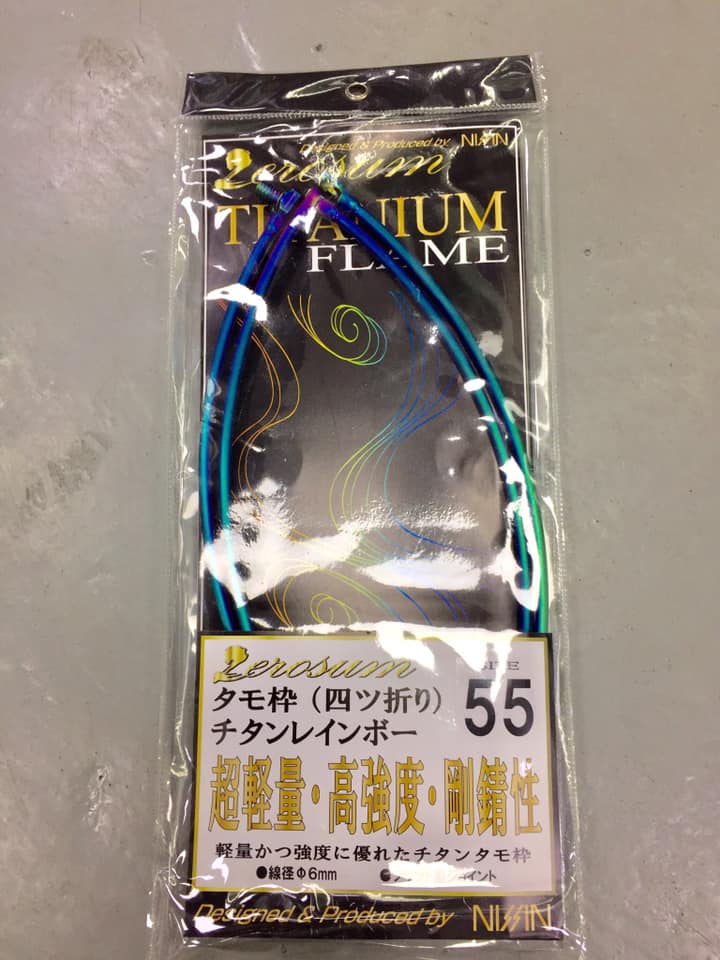 Designed & Produced by NISSIN
Zerosum
TITANIUM
FLAME
Zerosum
SIZE
55
タモ枠（四ツ折り）
チタンレインボー
超軽量・高強度・剛錆性
軽量かつ強度に優れたチタンタモ枠
●線径Φ6mm
Designed & Produced by NISSIN